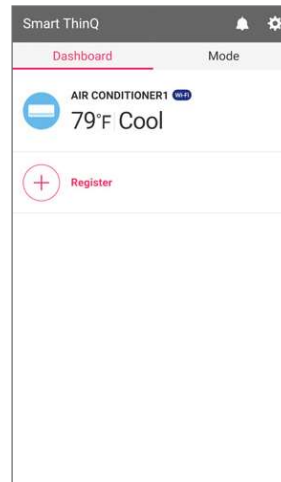 Smart ThinQ
Dashboard Mode
AIR CONDITIONER1 Wi-Fi
79°F Cool
Register